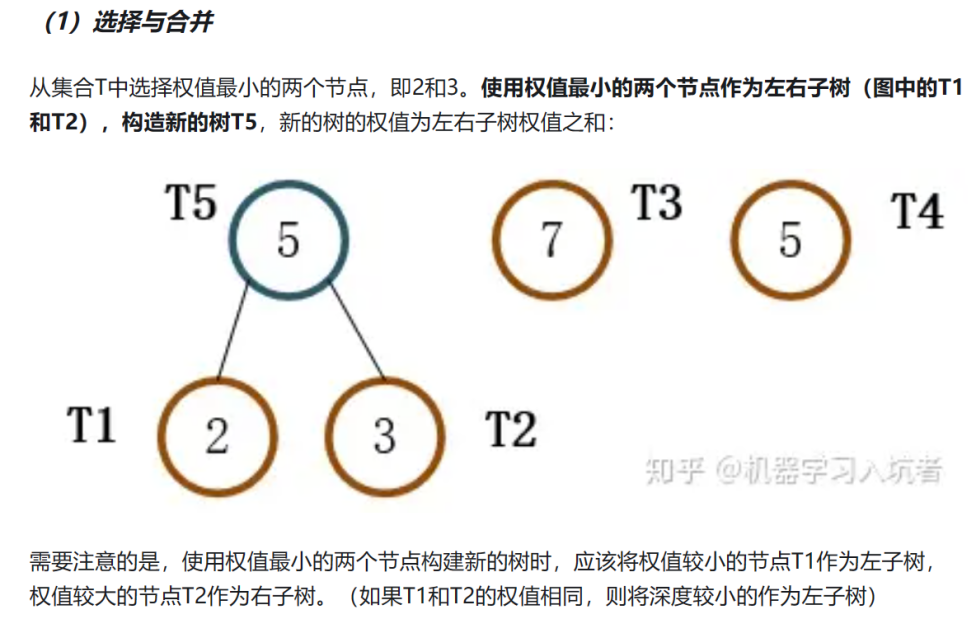 （1）选择与合并
从集合T中选择权值最小的两个节点，即2和3。使用权值最小的两个节点作为左右子树（图中的T1
和T2），构造新的树T5，新的树的权值为左右子树权值之和：
T5 5 7 T3 5 T4
T1 2 3 T2
知乎 @机器学习入坑者
需要注意的是，使用权值最小的两个节点构建新的树时，应该将权值较小的节点T1作为左子树，
权值较大的节点T2作为右子树。（如果T1和T2的权值相同，则将深度较小的作为左子树）